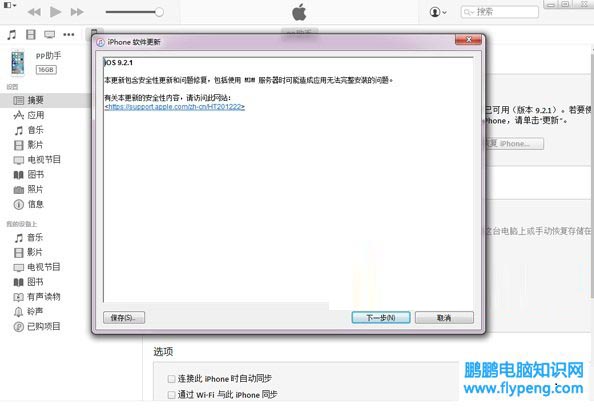 搜索
PP助手
PP助手
16GB
设置
摘要
应用
音乐
影片
电视节目
图书
照片
信息
我的设备上
音乐
影片
电视节目
图书
有声读物
铃声
已购项目
iPhone 软件更新
iOS 9.2.1
本更新包含安全性更新和问题修复，包括使用 MDM 服务器时可能造成应用无法完整安装的问题。
有关本更新的安全性内容，请访问此网站：
<https://support.apple.com/zh-cn/HT201222>
保存(S)...
下一步(N)
取消
已可用（版本 9.2.1）。若要使
Phone，请单击“更新”。
恢复 iPhone...
这台电脑上或手动恢复存储在
选项
连接此 iPhone 时自动同步
通过 Wi-Fi 与此 iPhone 同步
鹏鹏电脑知识网
www.flypeng.com